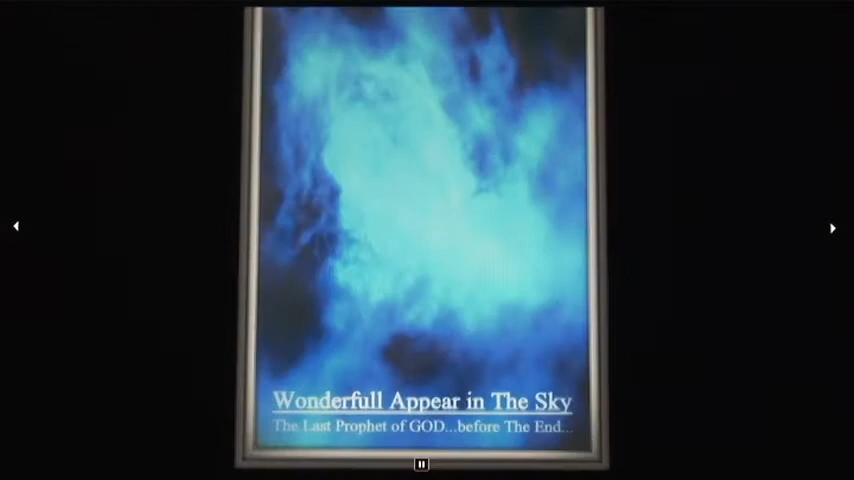 Wonderfull Appear in The Sky
The Last Prophet of GOD...before The End...